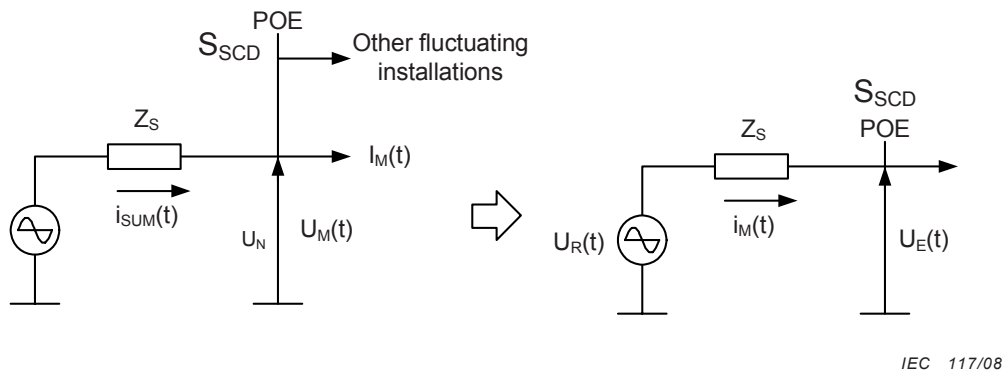 POE
S_SCD
Other fluctuating
installations
Z_S
I_M(t)
i_SUM(t)
U_N
U_M(t)
S_SCD
POE
Z_S
i_M(t)
U_R(t)
U_E(t)
IEC 117/08